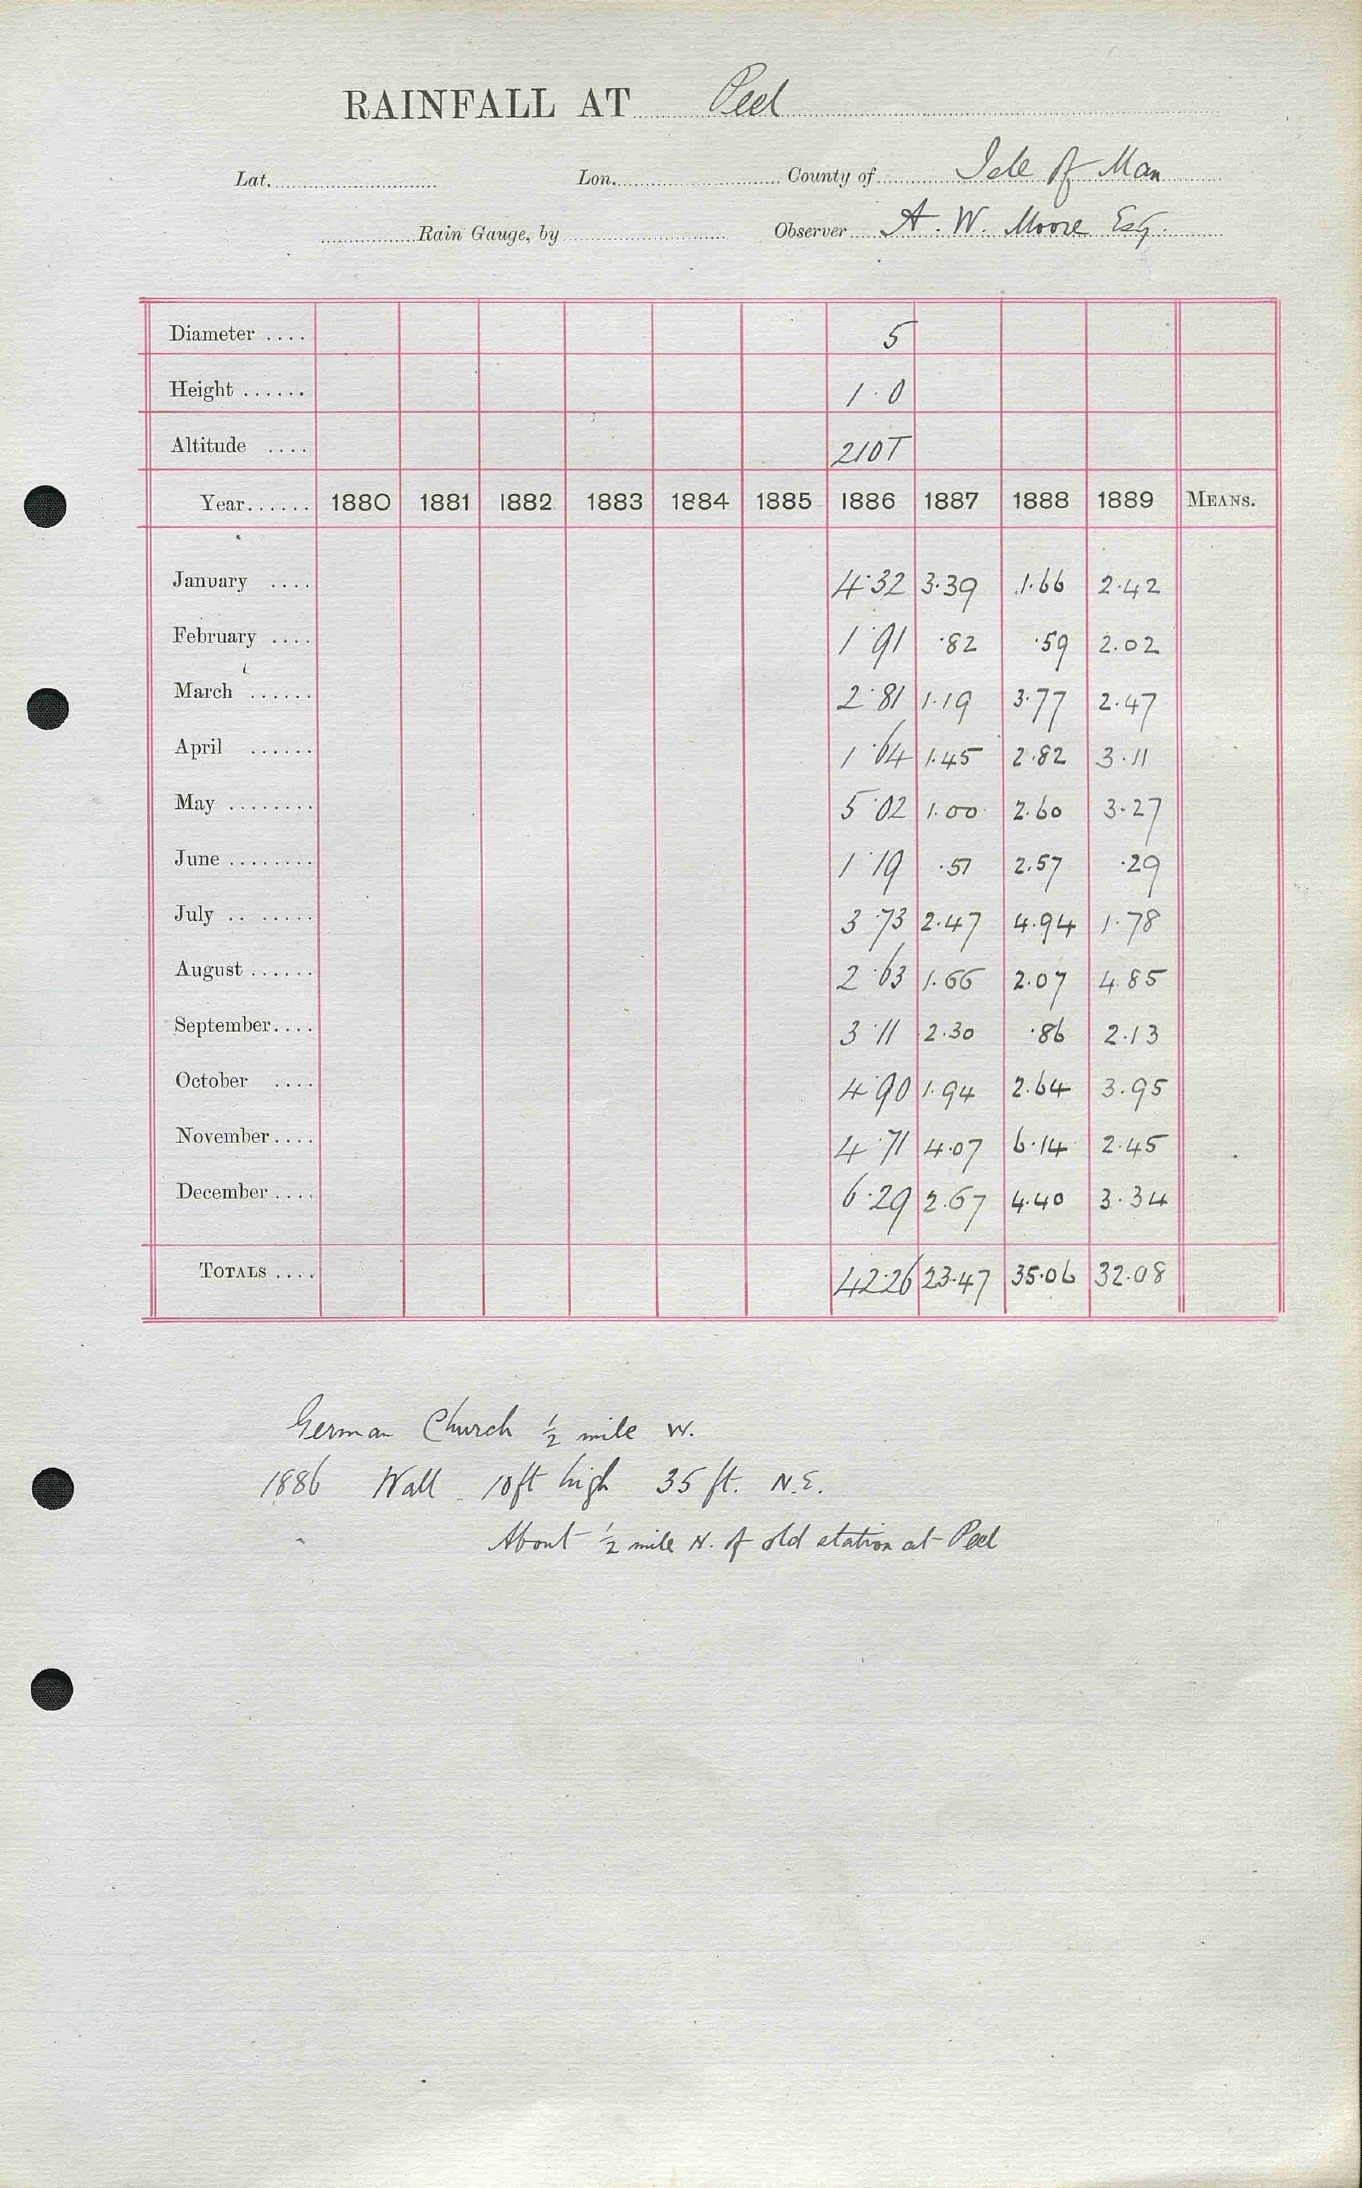 RAINFALL AT Peel
Lat. Lon. County of Isle of Man
Rain Gauge, by Observer A. W. Moore Esq.
Diameter .... 5
Height ...... 1·0
Altitude .... 210T
Year...... 1880 1881 1882 1883 1884 1885 1886 1887 1888 1889 MEANS.
January .... 4·32 3·39 1·66 2·42
February .... 1·91 ·82 ·59 2.02
March ...... 2·81 1·19 3·77 2·47
April ...... 1·64 1·45 2·82 3·11
May ........ 5·02 1.00 2·60 3·27
June ........ 1·19 ·51 2.57 ·29
July .. ..... 3·73 2·47 4·94 1·78
August ...... 2·63 1·66 2·07 4·85
September.... 3·11 2·30 ·86 2·13
October .... 4·90 1·94 2·64 3·95
November.... 4·71 4·07 6·14 2·45
December.... 6·29 2·67 4·40 3·34
TOTALS .... 42·26 23·47 35·06 32·08
German Church ½ mile W.
1886 Wall 10ft high 35 ft. N.E.
About ½ mile N. of old station at Peel